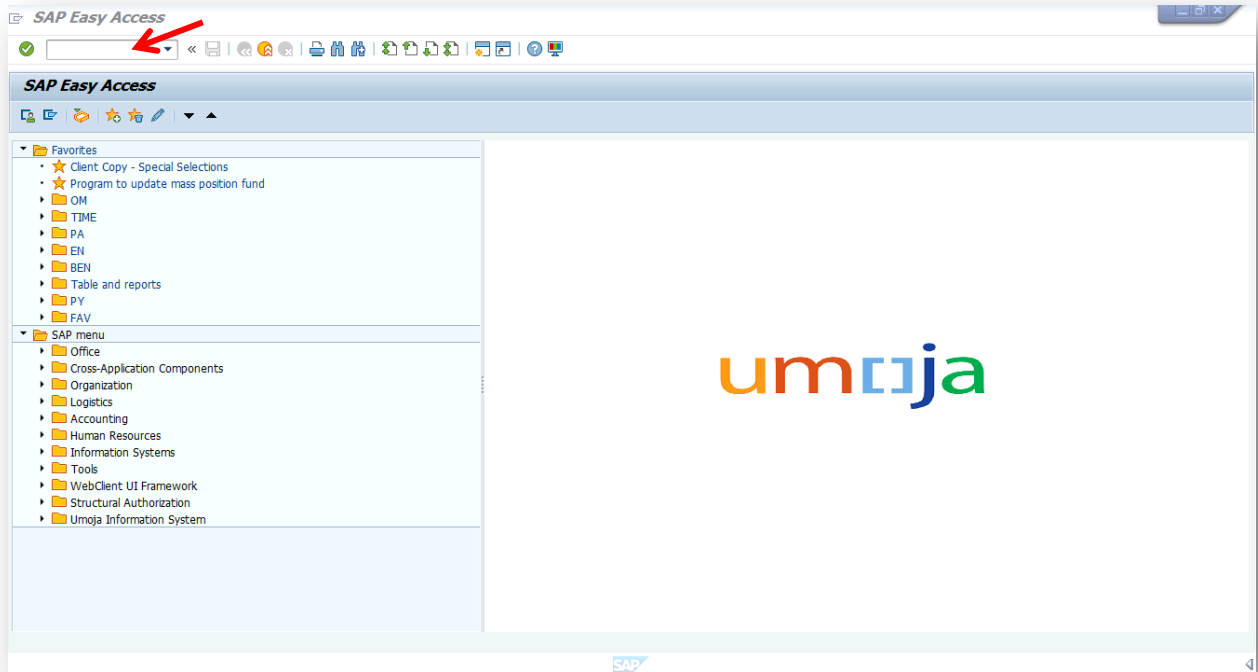 SAP Easy Access
SAP Easy Access
Favorites
Client Copy - Special Selections
Program to update mass position fund
OM
TIME
PA
EN
BEN
Table and reports
PY
FAV
SAP menu
Office
Cross-Application Components
Organization
Logistics
Accounting
Human Resources
Information Systems
Tools
WebClient UI Framework
Structural Authorization
Umoja Information System
umoja
SAP